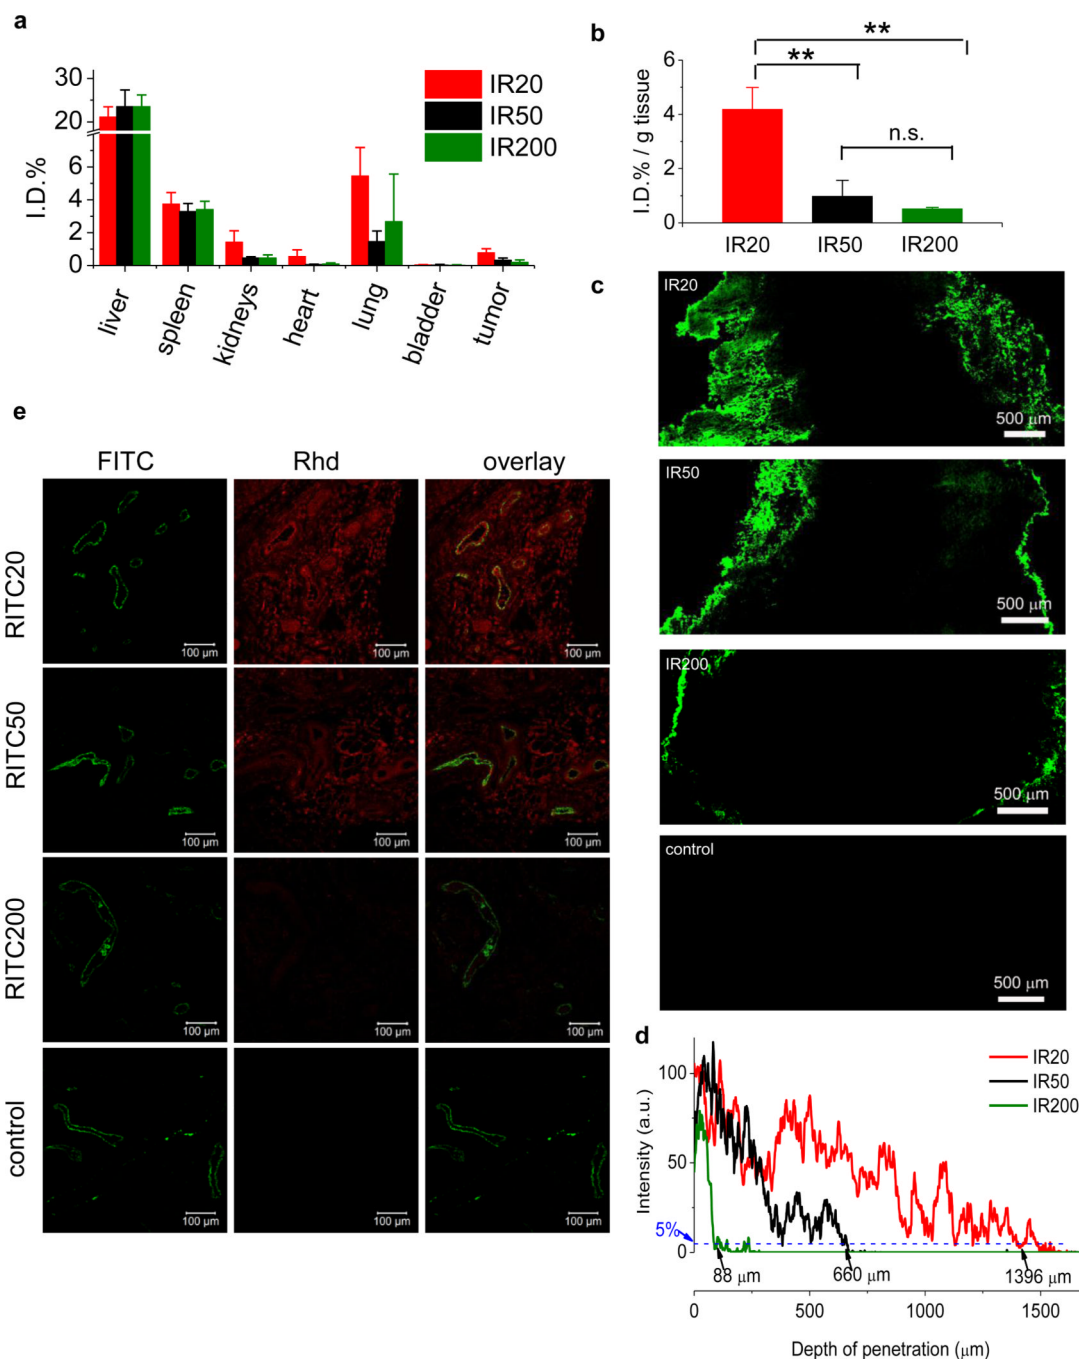 a
30
20
6
4
2
0
I.D.%
IR20
IR50
IR200
liver
spleen
kidneys
heart
lung
bladder
tumor
b
**
**
n.s.
6
4
2
0
I.D.% / g tissue
IR20
IR50
IR200
c
IR20
500 μm
IR50
500 μm
IR200
500 μm
control
500 μm
e
FITC
Rhd
overlay
RITC20
100 μm
100 μm
100 μm
RITC50
100 μm
100 μm
100 μm
RITC200
100 μm
100 μm
100 μm
control
100 μm
100 μm
100 μm
d
100
50
0
5%
Intensity (a.u.)
IR20
IR50
IR200
88 μm
660 μm
1396 μm
0
500
1000
1500
Depth of penetration (μm)